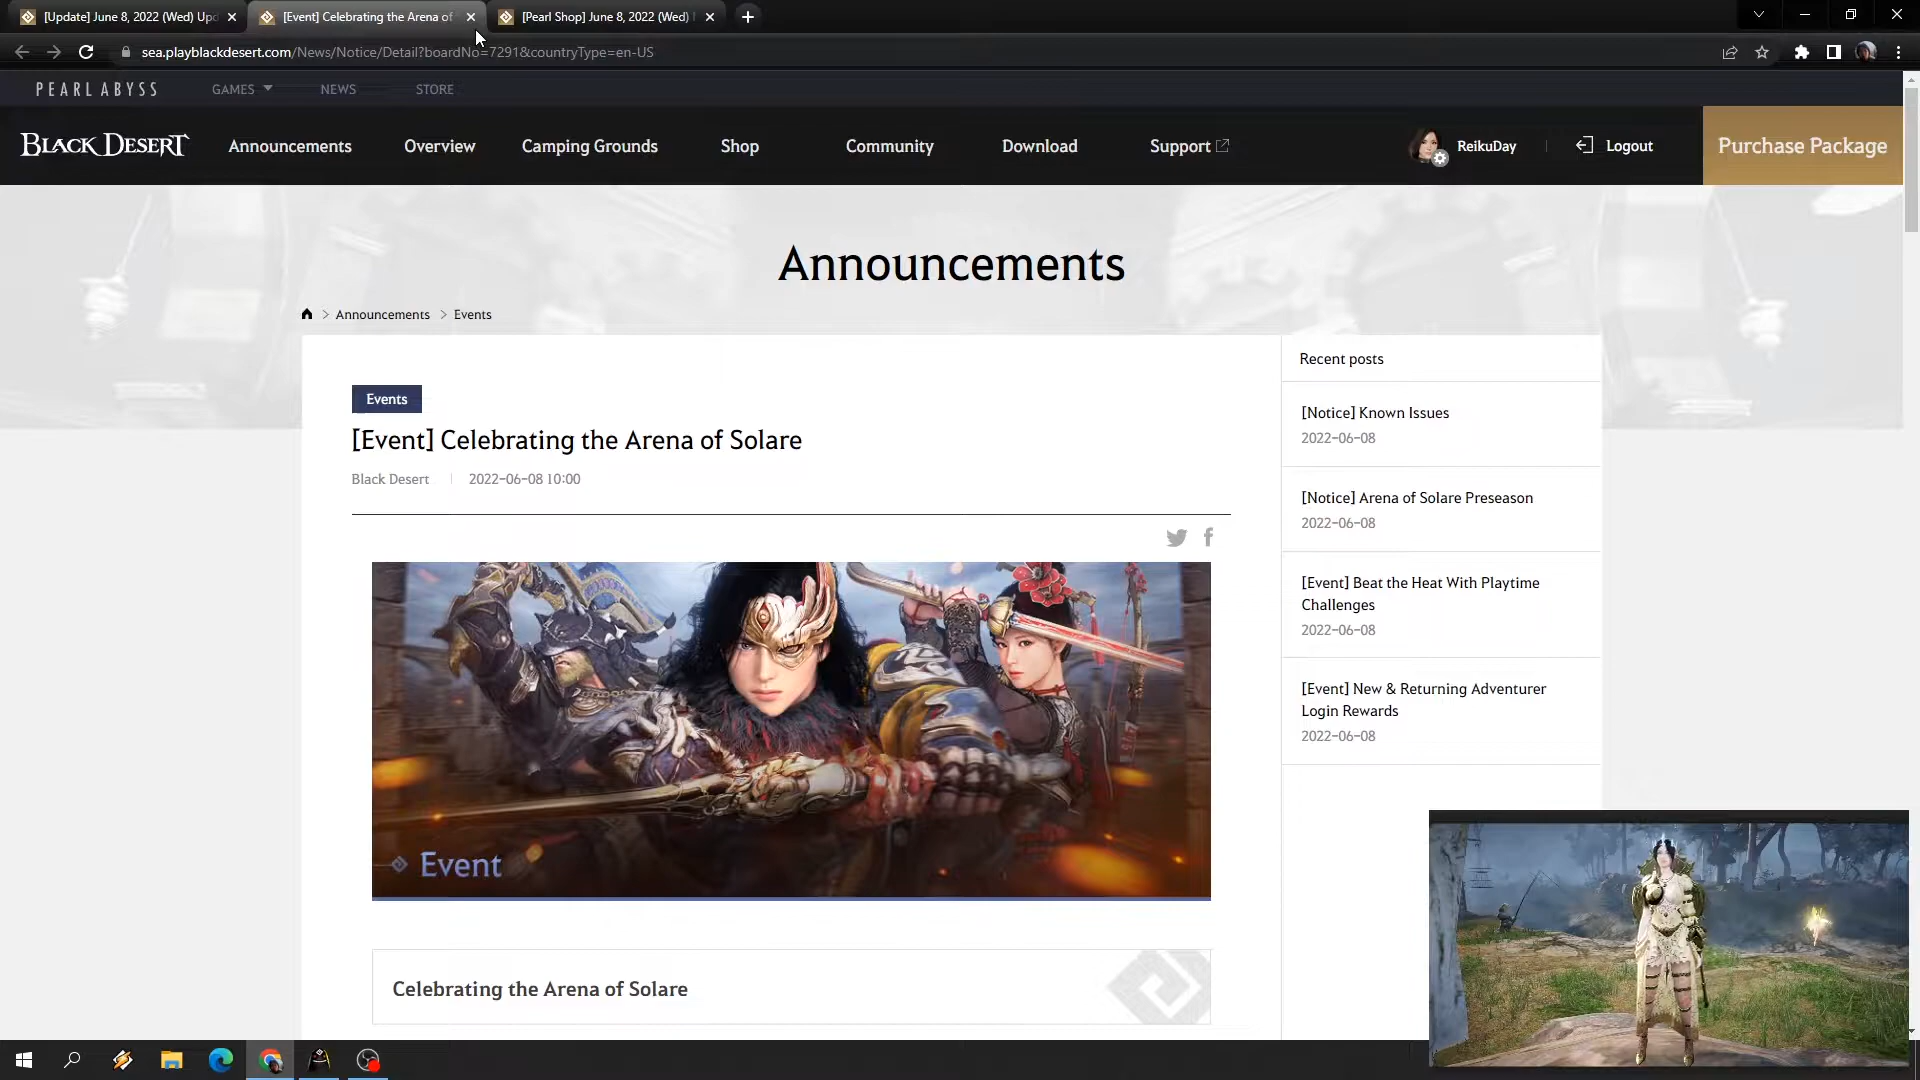 [Update] June 8, 2022 (Wed) Upd
[Event] Celebrating the Arena of
[Pearl Shop] June 8, 2022 (Wed)
sea.playblackdesert.com/News/Notice/Detail?boardNo=7291&countryType=en-US
PEARL ABYSS
GAMES
NEWS
STORE
BLACK DESERT
Announcements
Overview
Camping Grounds
Shop
Community
Download
Support
ReikuDay
Logout
Purchase Package
Announcements
> Announcements > Events
Events
[Event] Celebrating the Arena of Solare
Black Desert
2022-06-08 10:00
Event
Celebrating the Arena of Solare
Recent posts
[Notice] Known Issues
2022-06-08
[Notice] Arena of Solare Preseason
2022-06-08
[Event] Beat the Heat With Playtime
Challenges
2022-06-08
[Event] New & Returning Adventurer
Login Rewards
2022-06-08